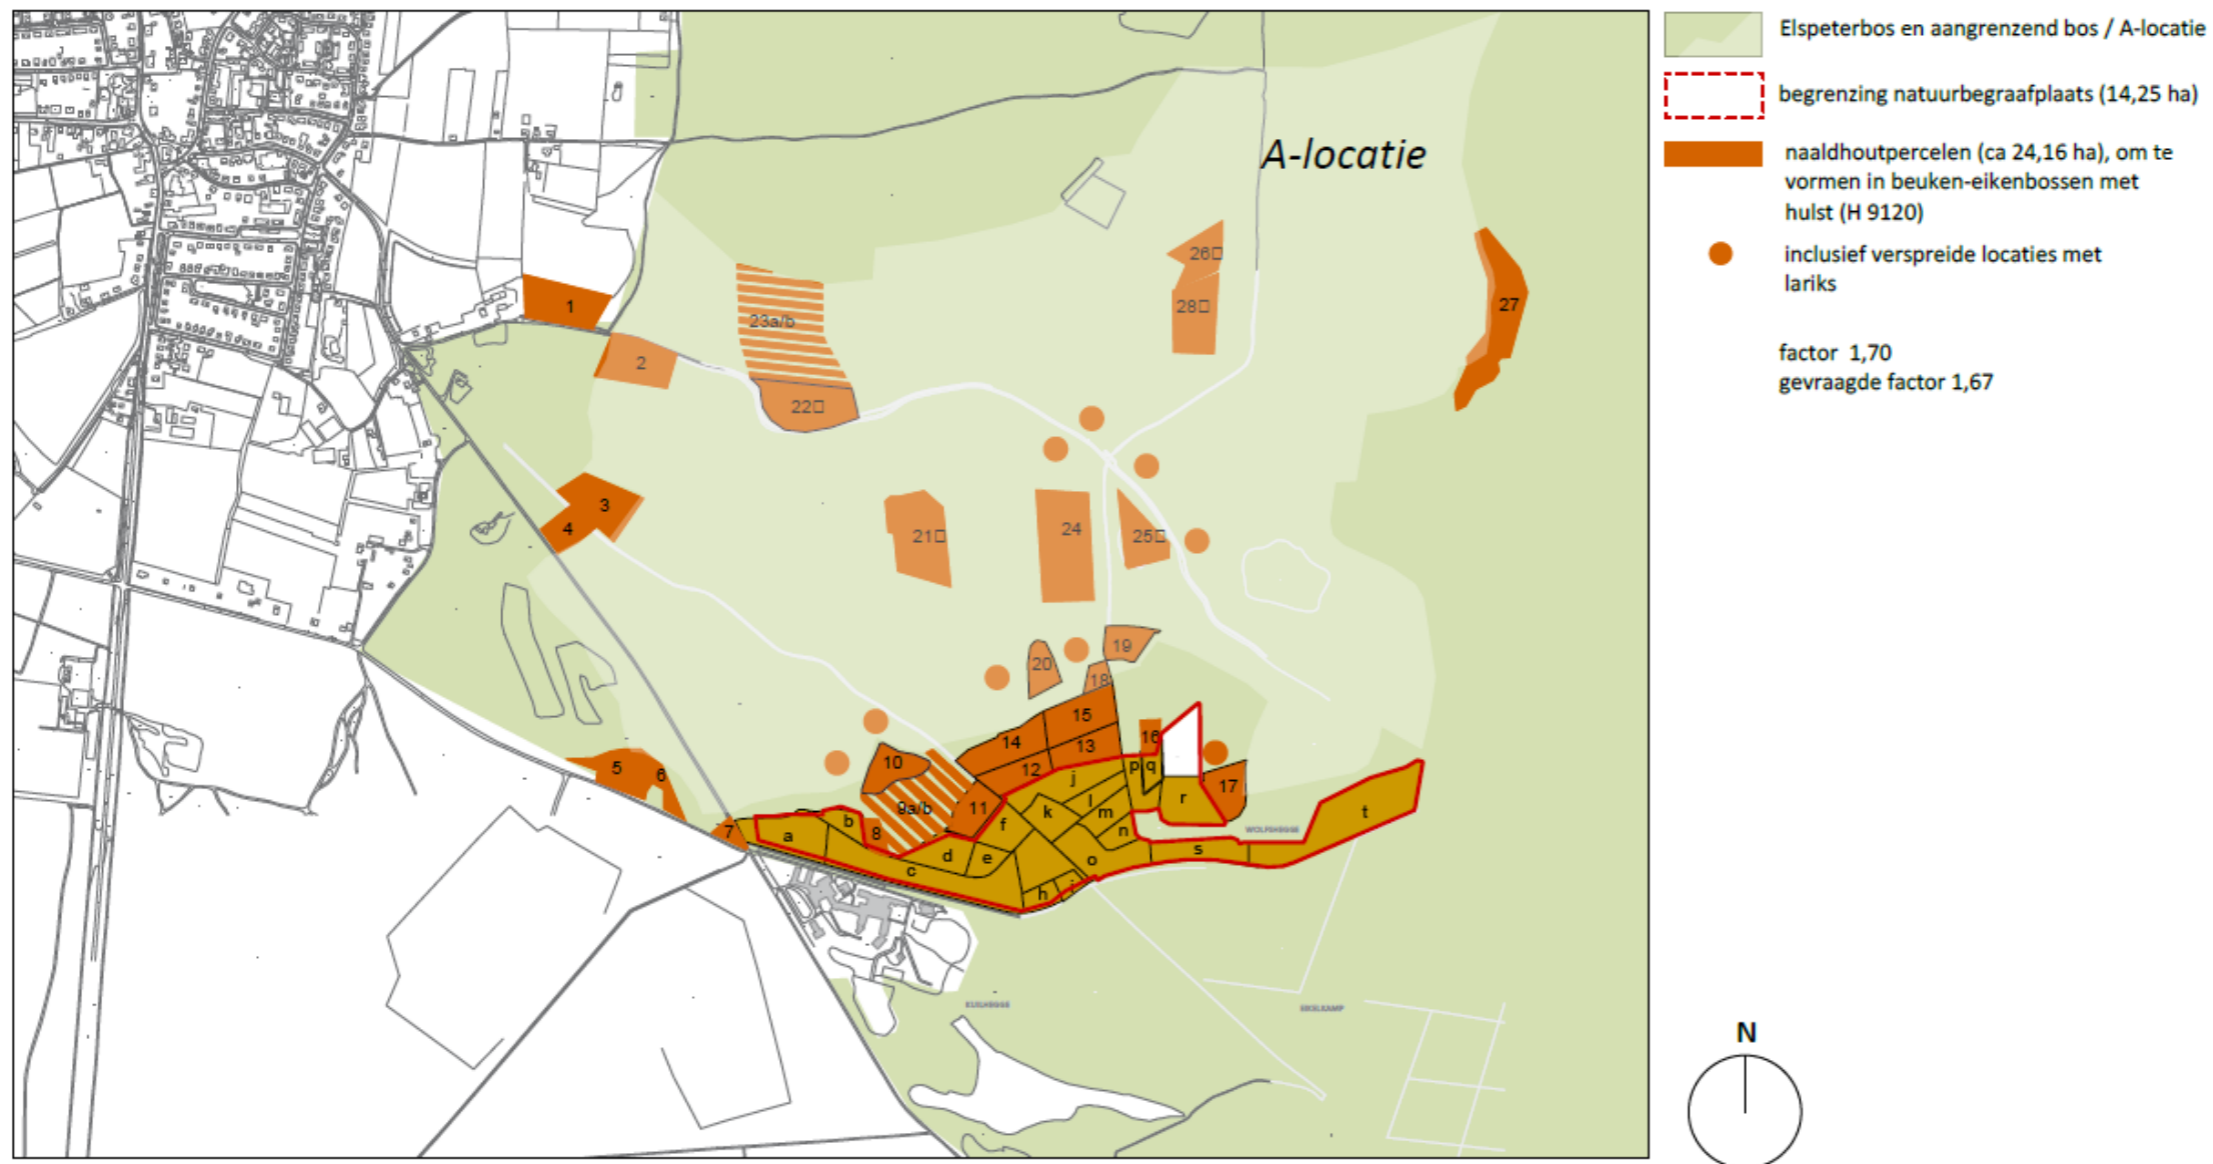 Elspeterbos en aangrenzend bos / A-locatie
begrenzing natuurbegraafplaats (14,25 ha)
naaldhoutpercelen (ca 24,16 ha), om te
vormen in beuken-eikenbossen met
hulst (H 9120)
inclusief verspreide locaties met
lariks
factor 1,70
gevraagde factor 1,67
N
A-locatie
26
28
27
1
23a/b
2
22
3
4
21
24
25
19
20
18
15
14
13
16
12
10
5
6
17
9a/b
11
8
7
j
p
q
r
l
k
m
n
f
b
a
d
e
c
o
s
t
h
i
WOLFSHEGGE
EIKELKAMP